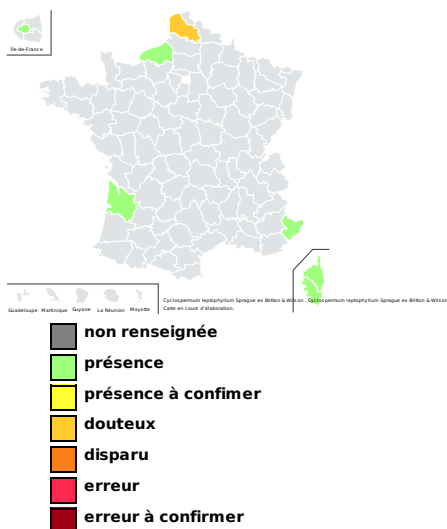 Île-de-France
Guadeloupe Martinique Guyane La Réunion Mayotte
Cyclospermum leptophyllum Sprague ex Britton & Wilson , Cyclospermum leptophyllum Sprague ex Britton & Wilson
Carte en cours d'élaboration.
non renseignée
présence
présence à confimer
douteux
disparu
erreur
erreur à confirmer